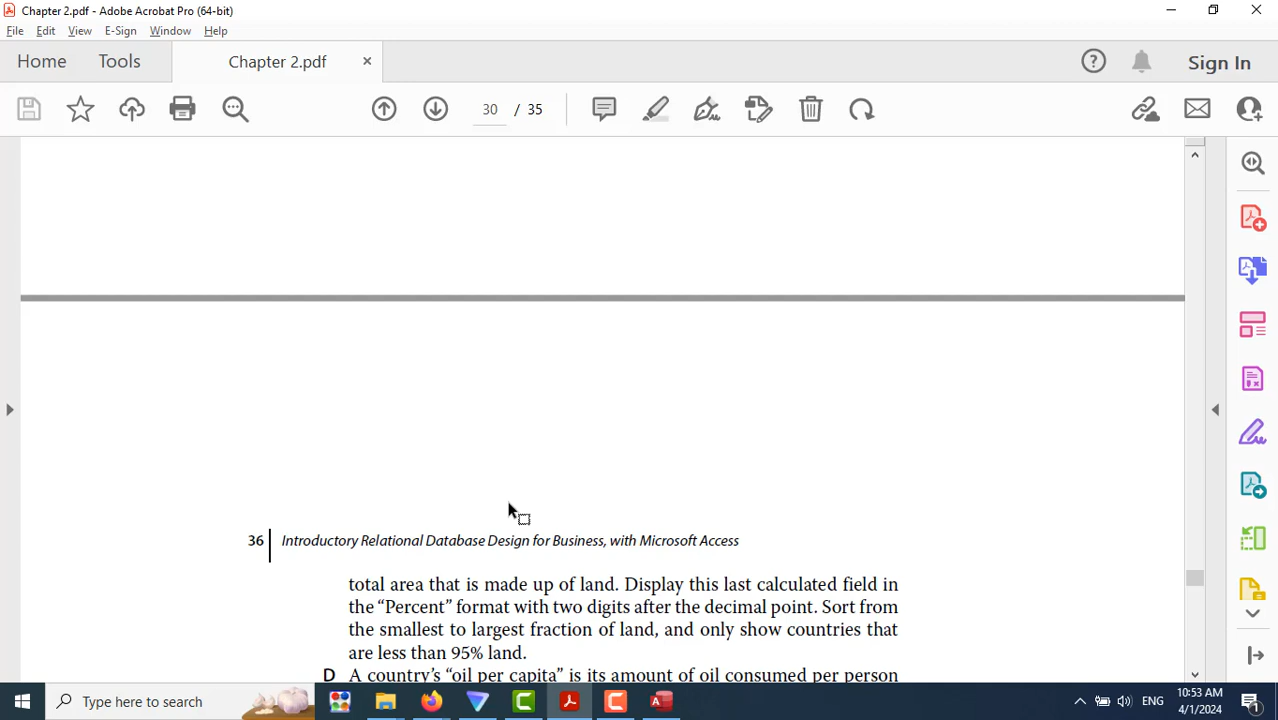 Chapter 2.pdf - Adobe Acrobat Pro (64-bit)
File Edit View E-Sign Window Help
Home Tools Chapter 2.pdf × Sign In
30 / 35
36 Introductory Relational Database Design for Business, with Microsoft Access
total area that is made up of land. Display this last calculated field in
the “Percent” format with two digits after the decimal point. Sort from
the smallest to largest fraction of land, and only show countries that
are less than 95% land.
D A country’s “oil per capita” is its amount of oil consumed per person
Type here to search
ENG
10:53 AM
4/1/2024
1